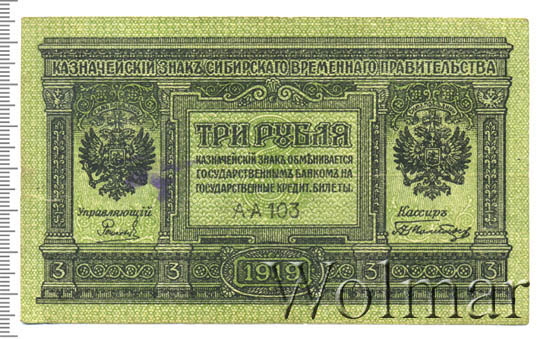 КАЗНАЧЕЙСКІЙ ЗНАКЪ СИБИРСКАГО ВРЕМЕННАГО ПРАВИТЕЛЬСТВА
ТРИ РУБЛЯ
КАЗНАЧЕЙСКІЙ ЗНАКЪ ОБМѢНИВАЕТСЯ
ГОСУДАРСТВЕННЫМЪ БАНКОМЪ НА
ГОСУДАРСТВЕННЫЕ КРЕДИТ. БИЛЕТЫ.
АА 103
Управляющій
Кассиръ
3 3 1919 3 3
Wolmar